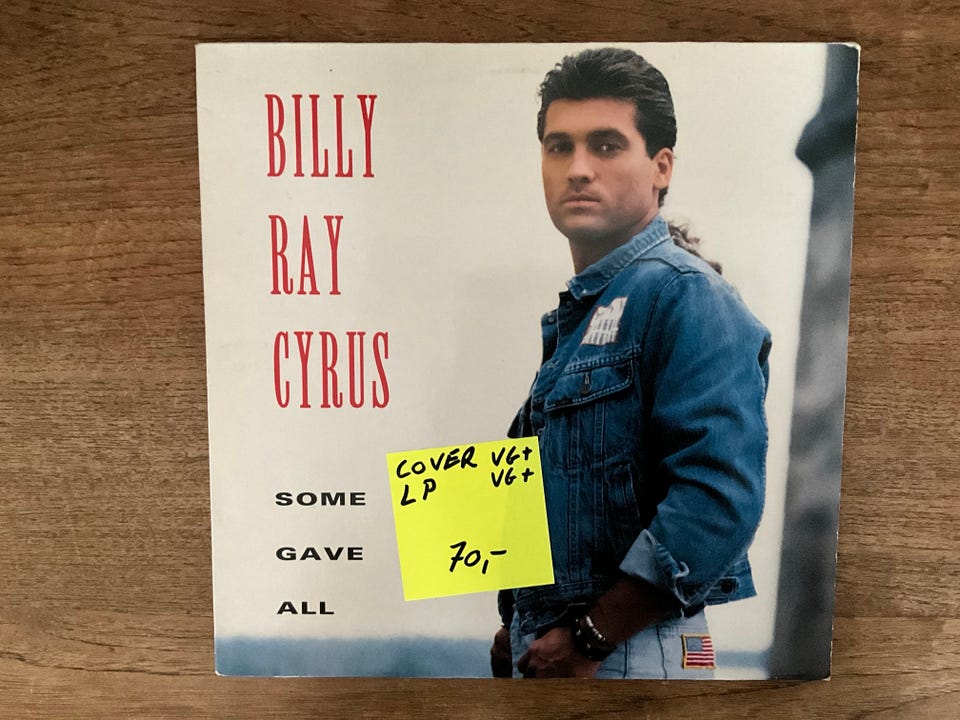 BILLY
RAY
CYRUS
SOME
GAVE
ALL
COVER VG+
LP VG+
70,-